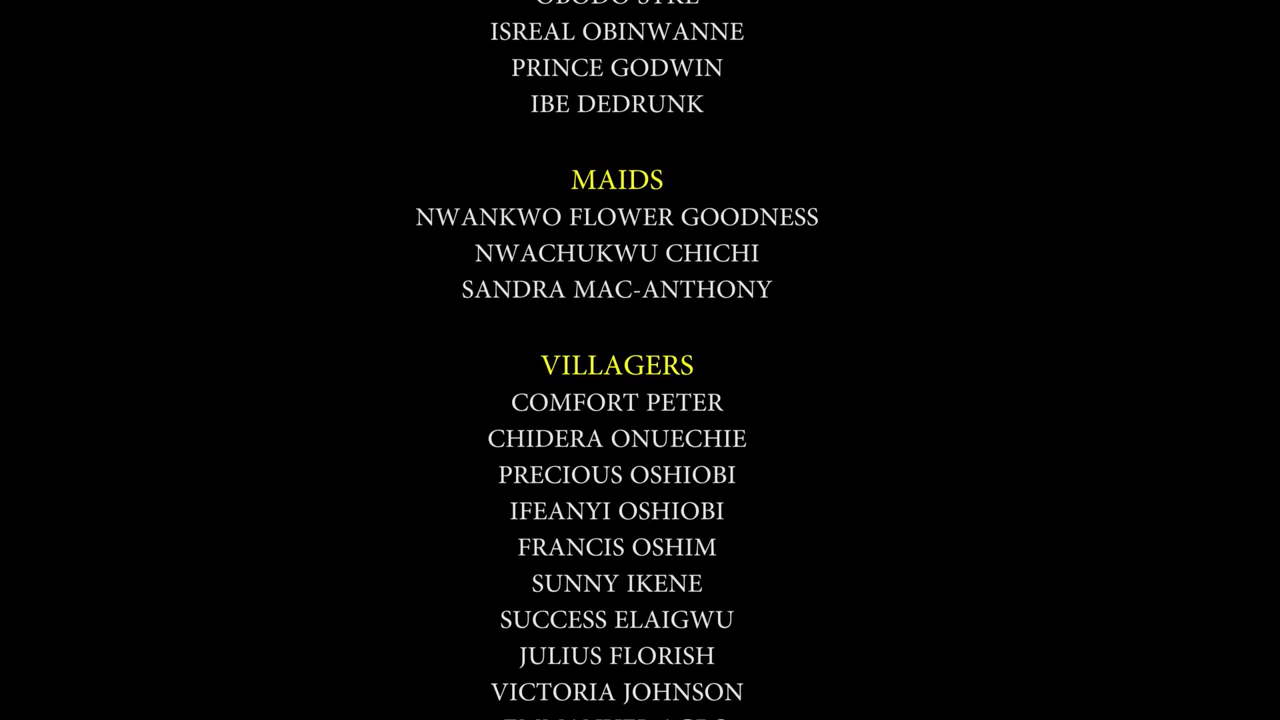 ISREAL OBINWANNE
PRINCE GODWIN
IBE DEDRUNK
MAIDS
NWANKWO FLOWER GOODNESS
NWACHUKWU CHICHI
SANDRA MAC-ANTHONY
VILLAGERS
COMFORT PETER
CHIDERA ONUECHIE
PRECIOUS OSHIOBI
IFEANYI OSHIOBI
FRANCIS OSHIM
SUNNY IKENE
SUCCESS ELAIGWU
JULIUS FLORISH
VICTORIA JOHNSON